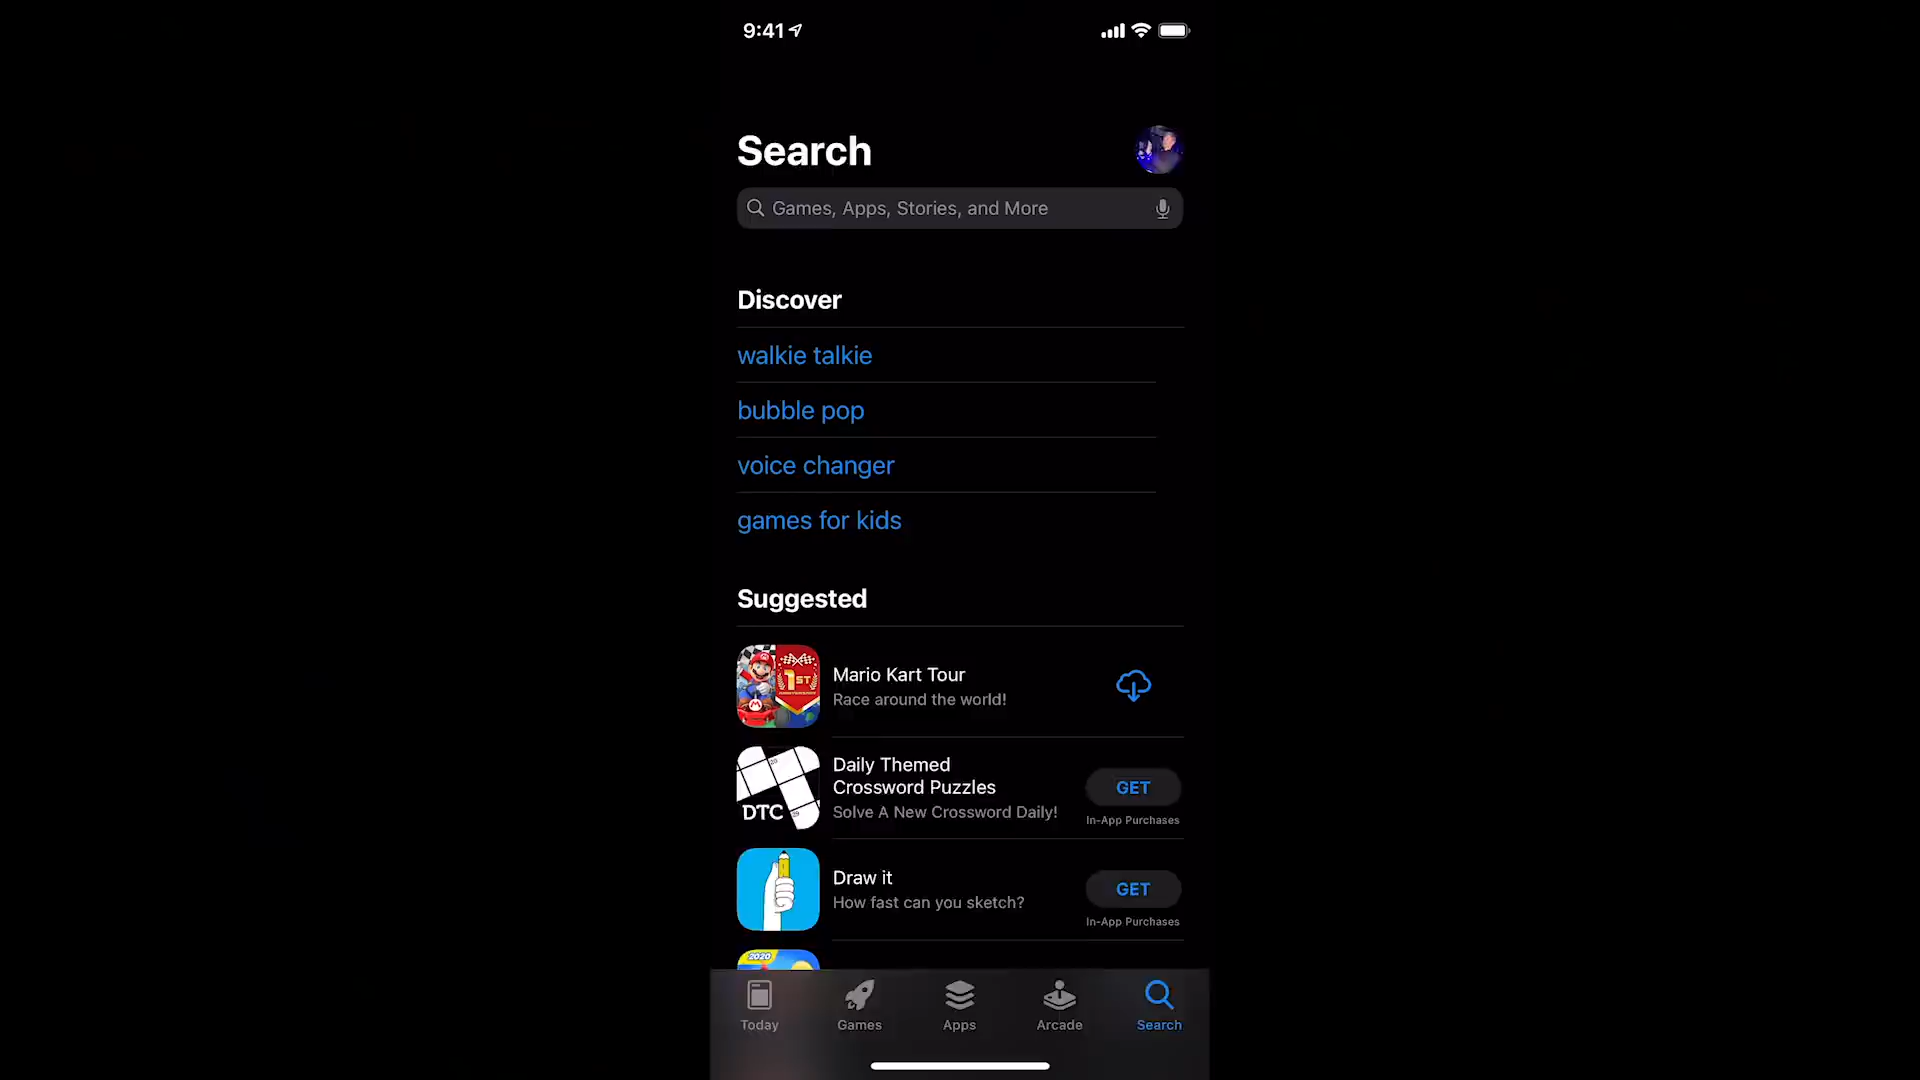 9:41
Search
Games, Apps, Stories, and More
Discover
walkie talkie
bubble pop
voice changer
games for kids
Suggested
1ST
Mario Kart Tour
Race around the world!
DTC
Daily Themed
Crossword Puzzles
Solve A New Crossword Daily!
GET
In-App Purchases
Draw it
How fast can you sketch?
GET
In-App Purchases
2020
Today
Games
Apps
Arcade
Search